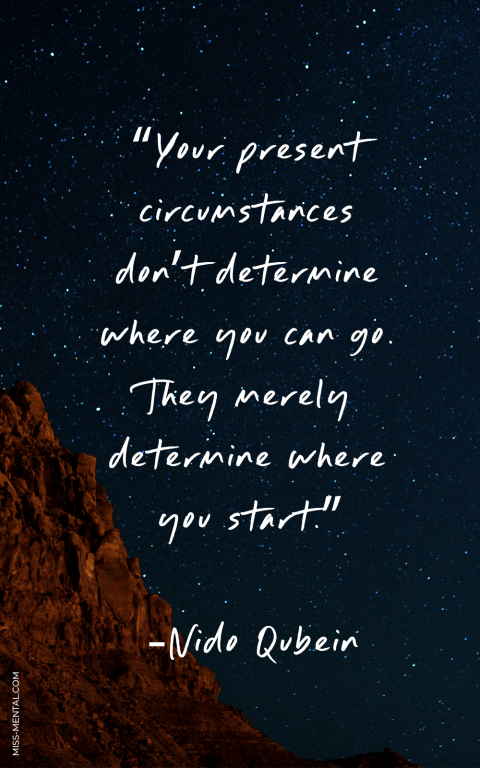 "Your present
circumstances
don't determine
where you can go.
They merely
determine where
you start."
-Nido Qubein
MISS-MENTAL.COM